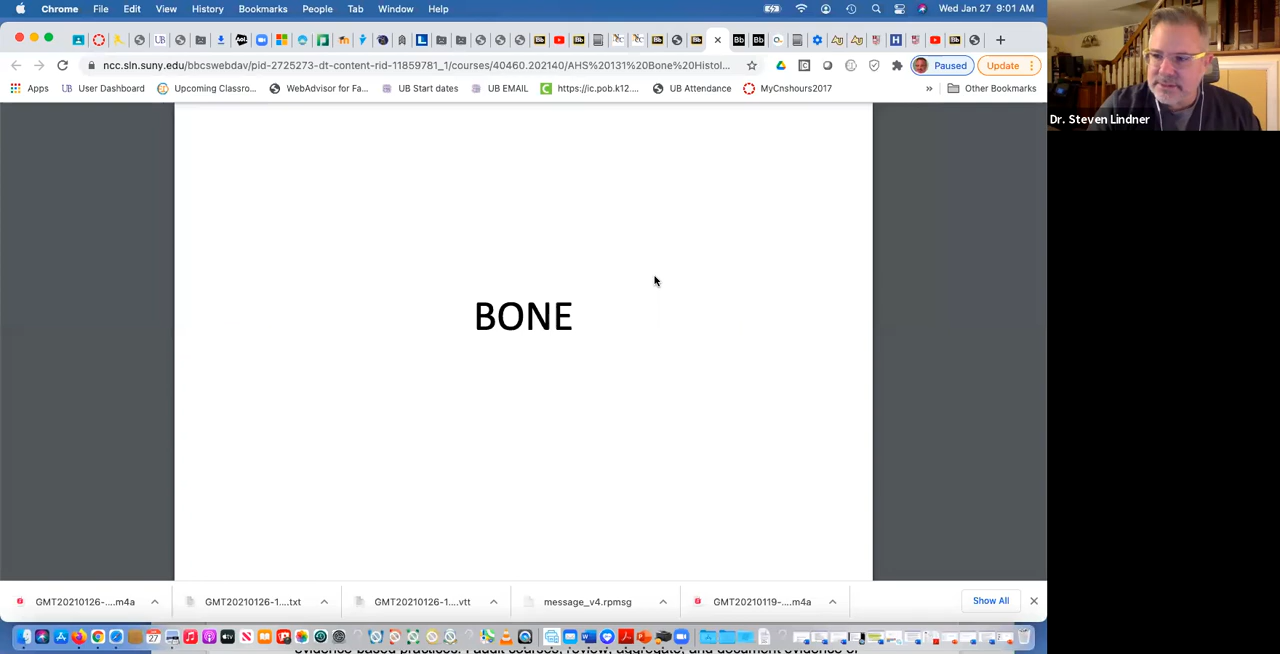 Chrome File Edit View History Bookmarks People Tab Window Help Wed Jan 27 9:01 AM
ncc.sln.suny.edu/bbcswebdav/pid-2725273-dt-content-rid-11859781_1/courses/40460.202140/AHS%20131%20Bone%20Histol... Paused Update
Apps UB User Dashboard Upcoming Classro... WebAdvisor for Fa... UB Start dates UB EMAIL https://ic.pob.k12.... UB Attendance MyCnshours2017 » Other Bookmarks
Dr. Steven Lindner
BONE
GMT20210126-....m4a GMT20210126-1....txt GMT20210126-1....vtt message_v4.rpmsg GMT20210119-....m4a Show All